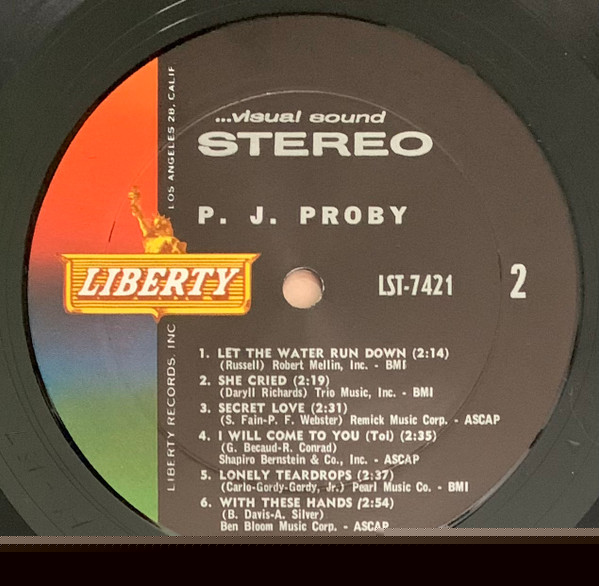 ...visual sound
STEREO
P. J. PROBY
LIBERTY
LST-7421
2
LIBERTY RECORDS, INC
LOS ANGELES 28, CALIF
1. LET THE WATER RUN DOWN (2:14)
(Russell) Robert Mellin, Inc. - BMI
2. SHE CRIED (2:19)
(Daryll Richards) Trio Music, Inc. - BMI
3. SECRET LOVE (2:31)
(S. Fain-P. F. Webster) Remick Music Corp. - ASCAP
4. I WILL COME TO YOU (Toi) (2:35)
(G. Becaud-R. Conrad)
Shapiro Bernstein & Co., Inc. - ASCAP
5. LONELY TEARDROPS (2:37)
(Carlo-Gordy-Gordy, Jr.) Pearl Music Co. - BMI
6. WITH THESE HANDS (2:54)
(B. Davis-A. Silver)
Ben Bloom Music Corp. - ASCAP